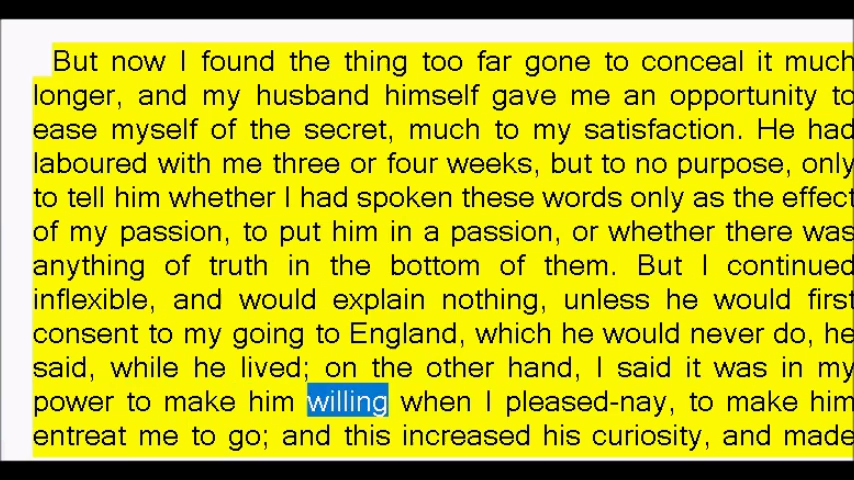 But now I found the thing too far gone to conceal it much
longer, and my husband himself gave me an opportunity to
ease myself of the secret, much to my satisfaction. He had
laboured with me three or four weeks, but to no purpose, only
to tell him whether I had spoken these words only as the effect
of my passion, to put him in a passion, or whether there was
anything of truth in the bottom of them. But I continued
inflexible, and would explain nothing, unless he would first
consent to my going to England, which he would never do, he
said, while he lived; on the other hand, I said it was in my
power to make him willing when I pleased-nay, to make him
entreat me to go; and this increased his curiosity, and made